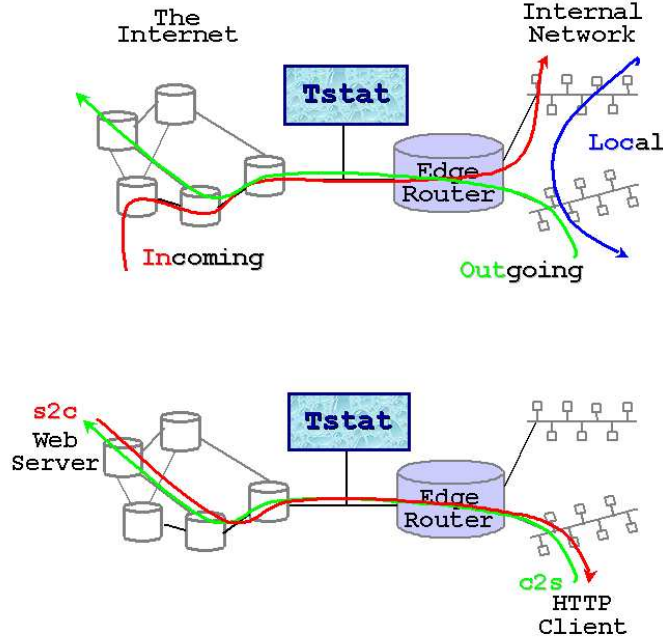 The
Internet
Internal
Network
Tstat
Local
Edge
Router
Incoming
Outgoing
s2c
Web
Server
Tstat
Edge
Router
c2s
HTTP
Client